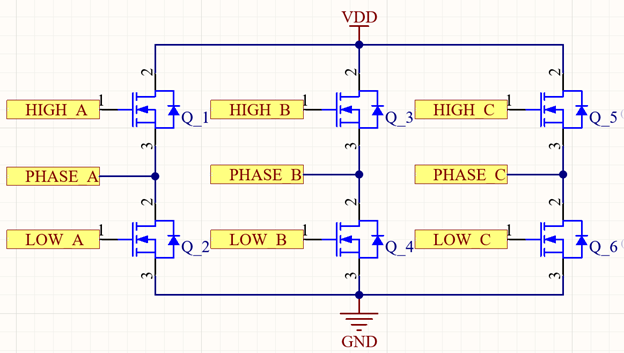 VDD
2
2
2
1
HIGH_A
Q_1
1
HIGH_B
Q_3
1
HIGH_C
Q_5
3
3
3
PHASE_A
PHASE_B
PHASE_C
2
2
2
1
LOW_A
Q_2
1
LOW_B
Q_4
1
LOW_C
Q_6
3
3
3
GND